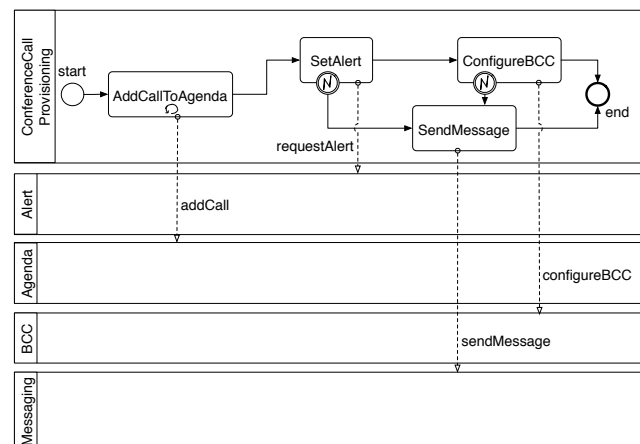 ConferenceCall
Provisioning
start
AddCallToAgenda
SetAlert
N
ConfigureBCC
N
SendMessage
end
requestAlert
Alert
addCall
Agenda
configureBCC
BCC
sendMessage
Messaging